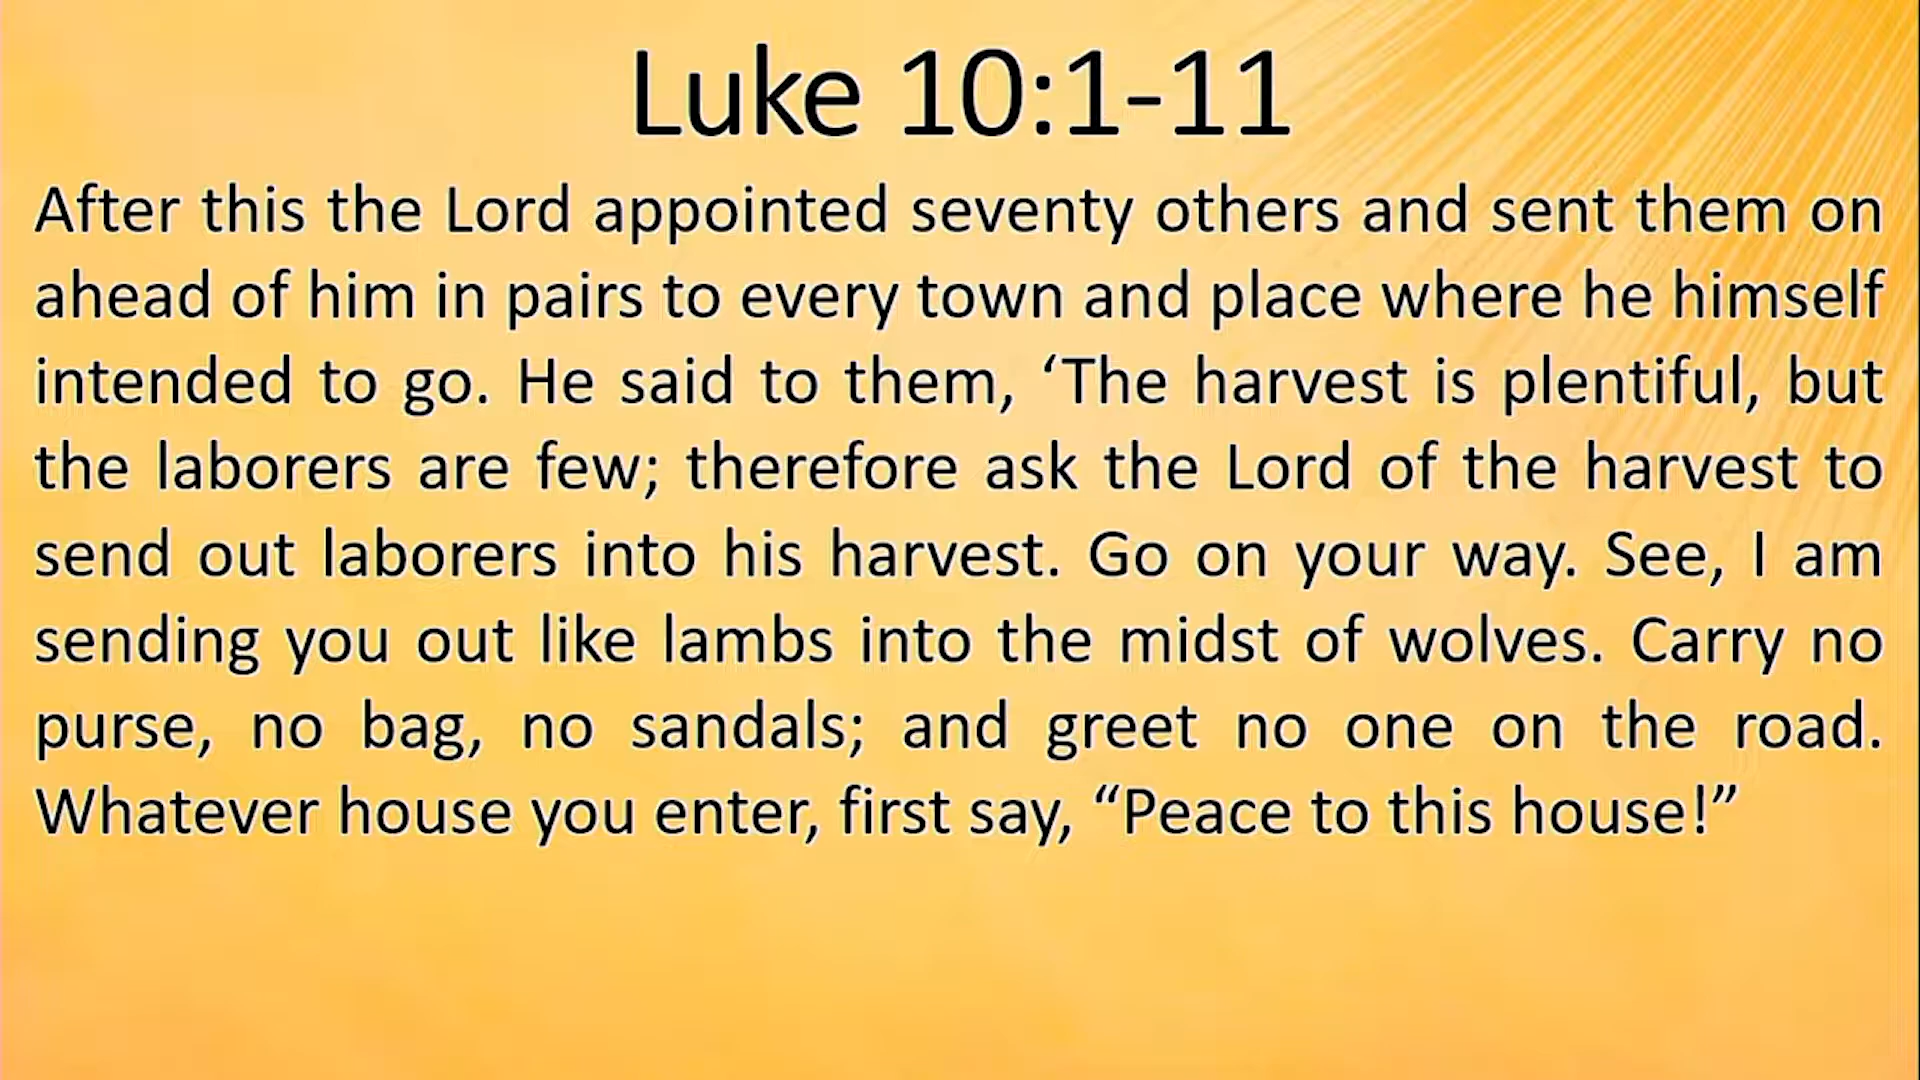 Luke 10:1-11
After this the Lord appointed seventy others and sent them on
ahead of him in pairs to every town and place where he himself
intended to go. He said to them, ‘The harvest is plentiful, but
the laborers are few; therefore ask the Lord of the harvest to
send out laborers into his harvest. Go on your way. See, I am
sending you out like lambs into the midst of wolves. Carry no
purse, no bag, no sandals; and greet no one on the road.
Whatever house you enter, first say, “Peace to this house!”